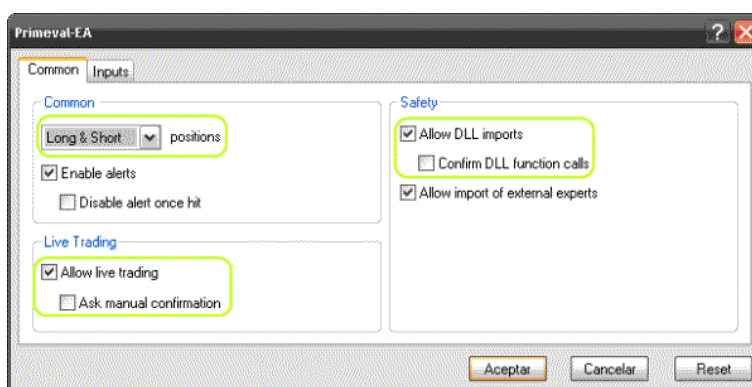 Primeval-EA
Common
Inputs
Common
Long & Short
positions
Enable alerts
Disable alert once hit
Live Trading
Allow live trading
Ask manual confirmation
Safety
Allow DLL imports
Confirm DLL function calls
Allow import of external experts
Aceptar
Cancelar
Reset